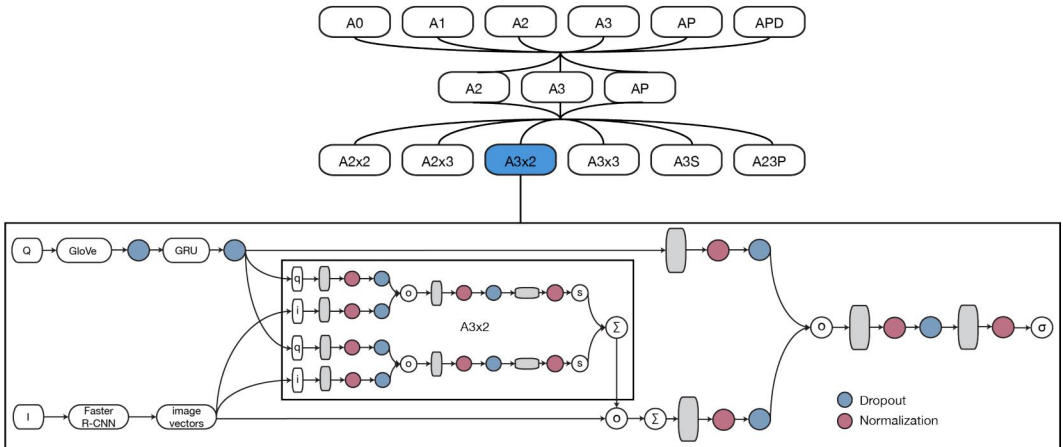 A0 A1 A2 A3 AP APD
A2 A3 AP
A2x2 A2x3 A3x2 A3x3 A3S A23P
Q GloVe GRU
q
o s
i
A3x2 Σ
q
o s
i
O σ
I Faster R-CNN image vectors O Σ
Dropout
Normalization